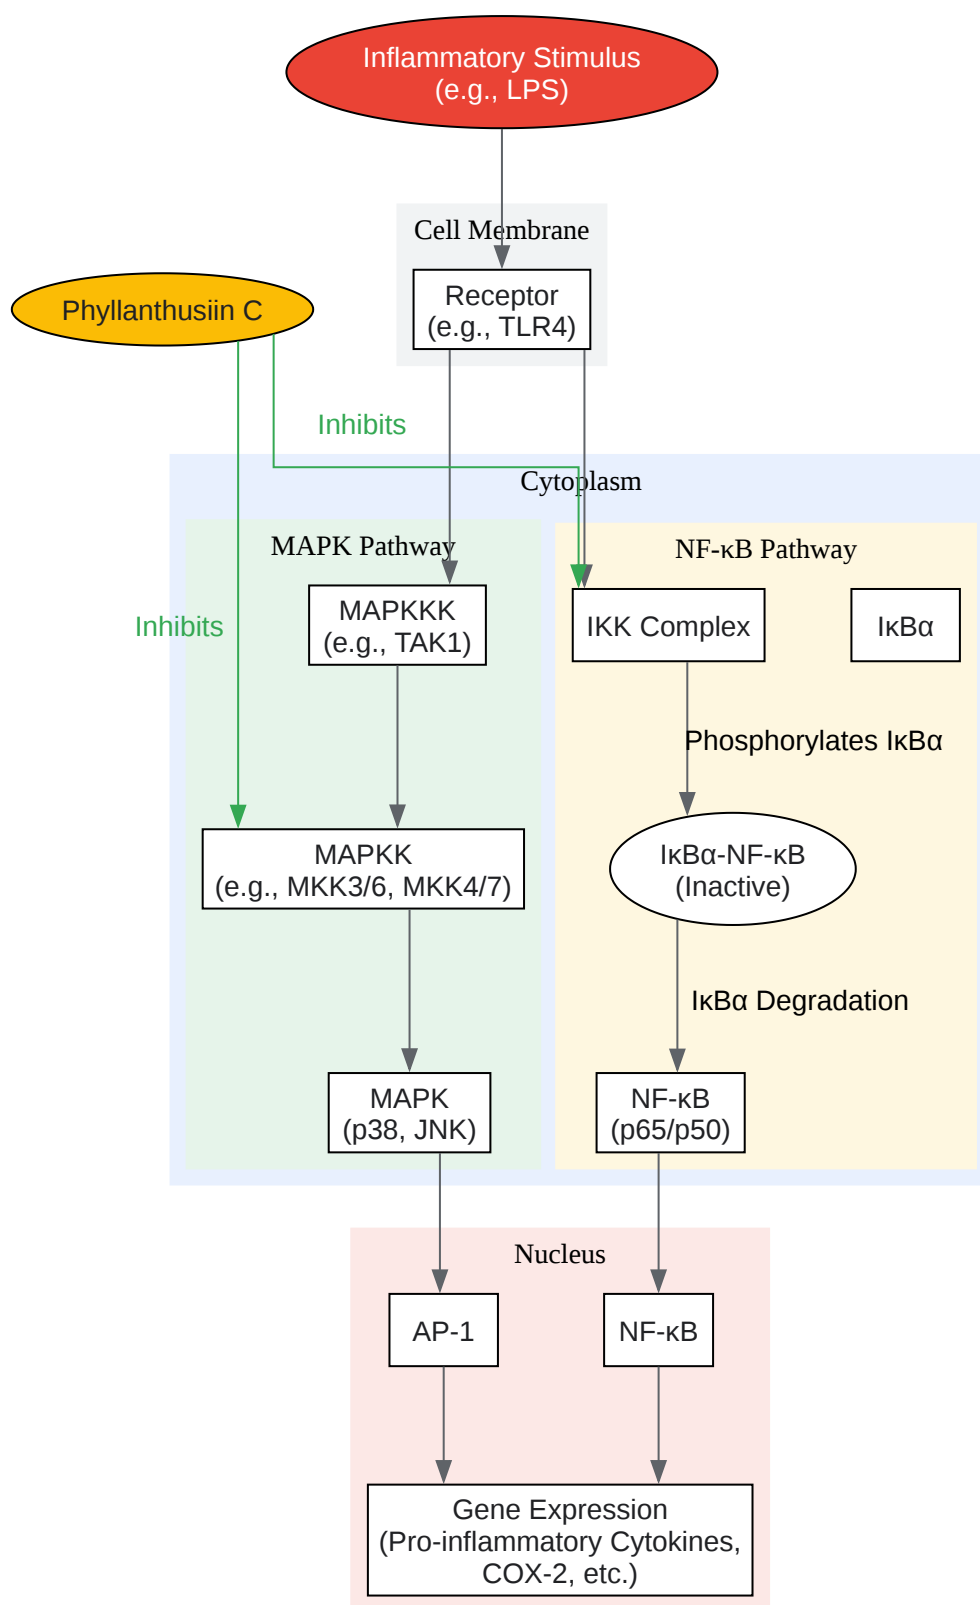 Inflammatory Stimulus
(e.g., LPS)
Cell Membrane
Receptor
(e.g., TLR4)
Phyllanthusiin C
Inhibits
Cytoplasm
MAPK Pathway
NF-κB Pathway
MAPKKK
(e.g., TAK1)
IKK Complex
IκBα
Inhibits
Phosphorylates IκBα
MAPKK
(e.g., MKK3/6, MKK4/7)
IκBα-NF-κB
(Inactive)
IκBα Degradation
MAPK
(p38, JNK)
NF-κB
(p65/p50)
Nucleus
AP-1
NF-κB
Gene Expression
(Pro-inflammatory Cytokines,
COX-2, etc.)